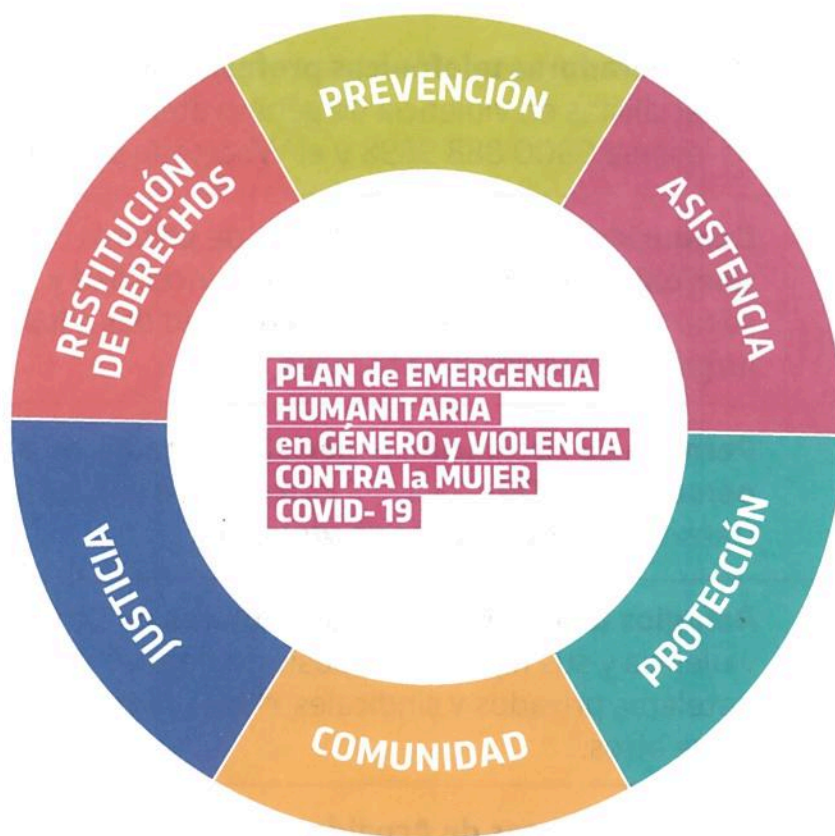 PREVENCIÓN
ASISTENCIA
PROTECCIÓN
COMUNIDAD
JUSTICIA
RESTITUCIÓN
DE DERECHOS
PLAN de EMERGENCIA
HUMANITARIA
en GÉNERO y VIOLENCIA
CONTRA la MUJER
COVID- 19